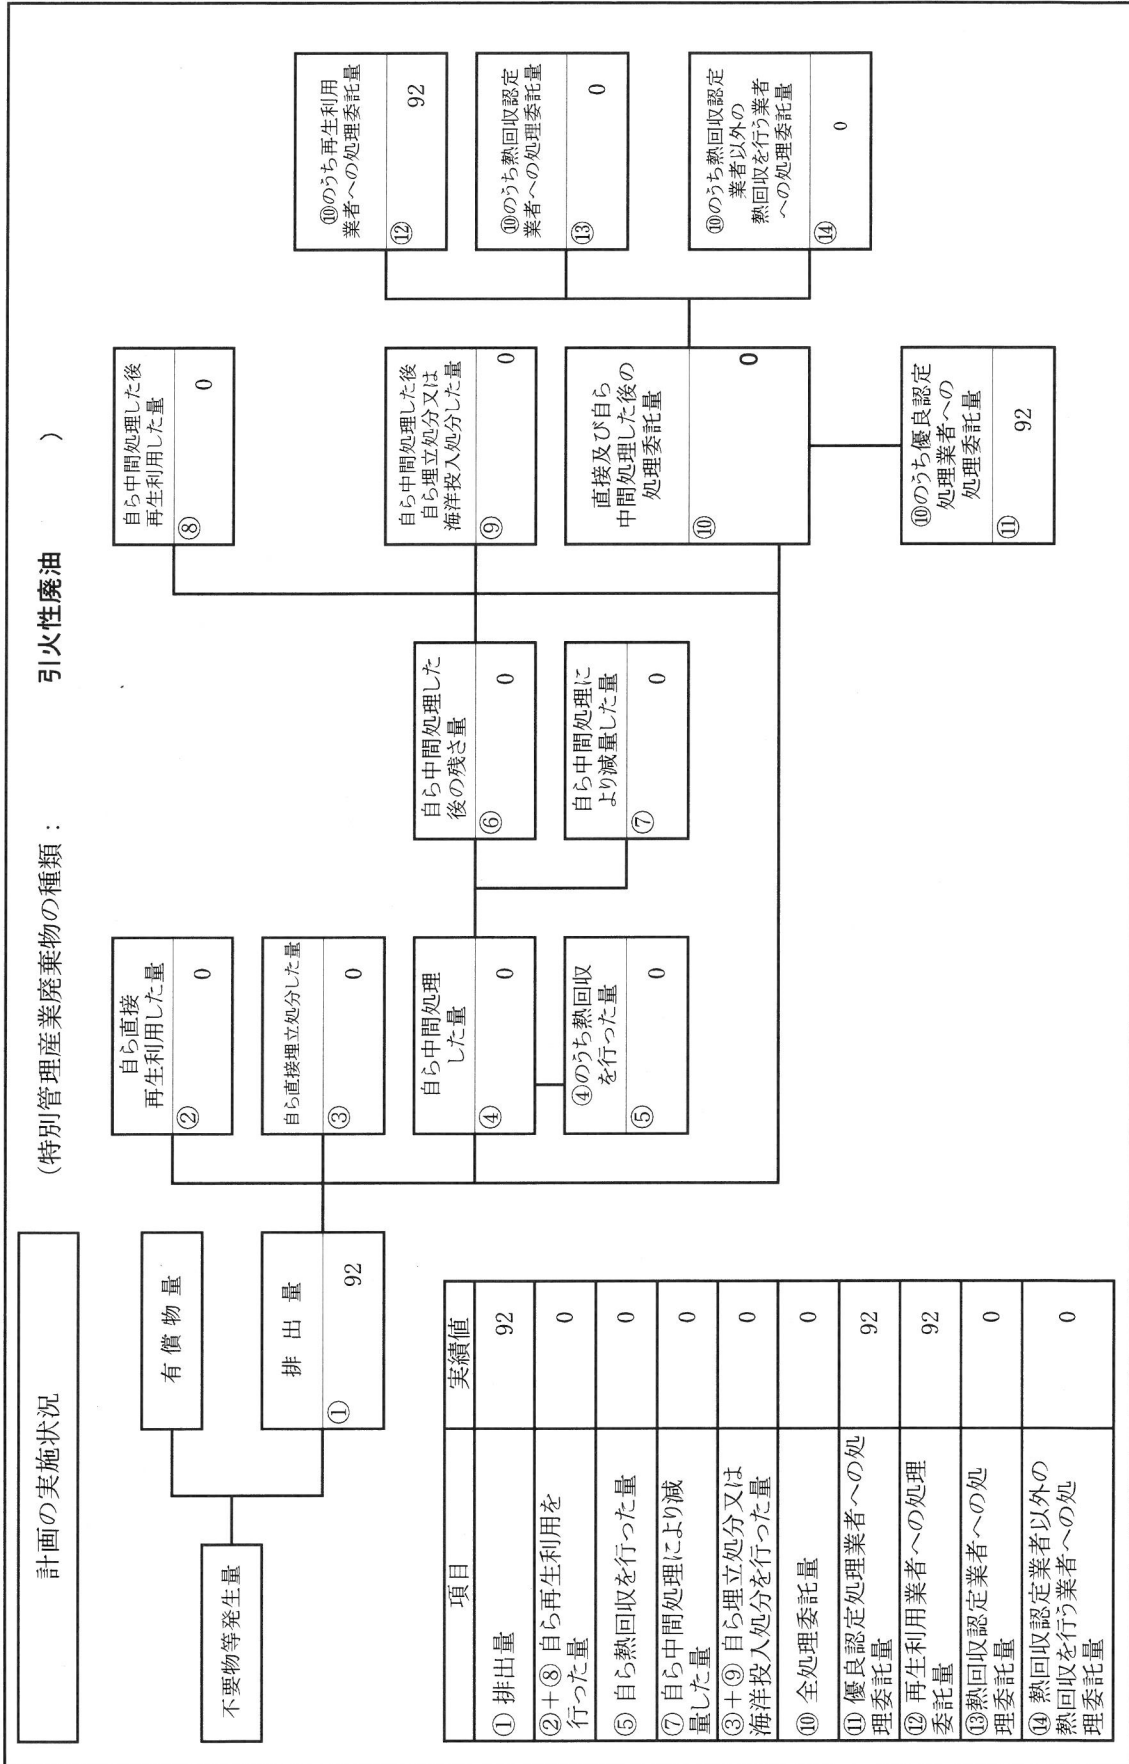 計画の実施状況
(特別管理産業廃棄物の種類： 引火性廃油 )
不要物等発生量
有償物量
排出量
① 92
自ら直接
再生利用した量
② 0
自ら直接埋立処分した量
③ 0
自ら中間処理
した量
④ 0
④のうち熱回収
を行った量
⑤ 0
自ら中間処理した
後の残さ量
⑥ 0
自ら中間処理に
より減量した量
⑦ 0
自ら中間処理した後
再生利用した量
⑧ 0
自ら中間処理した後
自ら埋立処分又は
海洋投入処分した量
⑨ 0
直接及び自ら
中間処理した後の
処理委託量
⑩ 0
⑩のうち優良認定
処理業者への
処理委託量
⑪ 92
⑩のうち再生利用
業者への処理委託量
⑫ 92
⑩のうち熱回収認定
業者への処理委託量
⑬ 0
⑩のうち熱回収認定
業者以外の
熱回収を行う業者
への処理委託量
⑭ 0
項目 実績値
① 排出量 92
②+⑧ 自ら再生利用を
行った量 0
⑤ 自ら熱回収を行った量 0
⑦ 自ら中間処理により減
量した量 0
③+⑨ 自ら埋立処分又は
海洋投入処分を行った量 0
⑩ 全処理委託量 0
⑪ 優良認定処理業者への処
理委託量 92
⑫ 再生利用業者への処理
委託量 92
⑬熱回収認定業者への処
理委託量 0
⑭ 熱回収認定業者以外の
熱回収を行う業者への処
理委託量 0